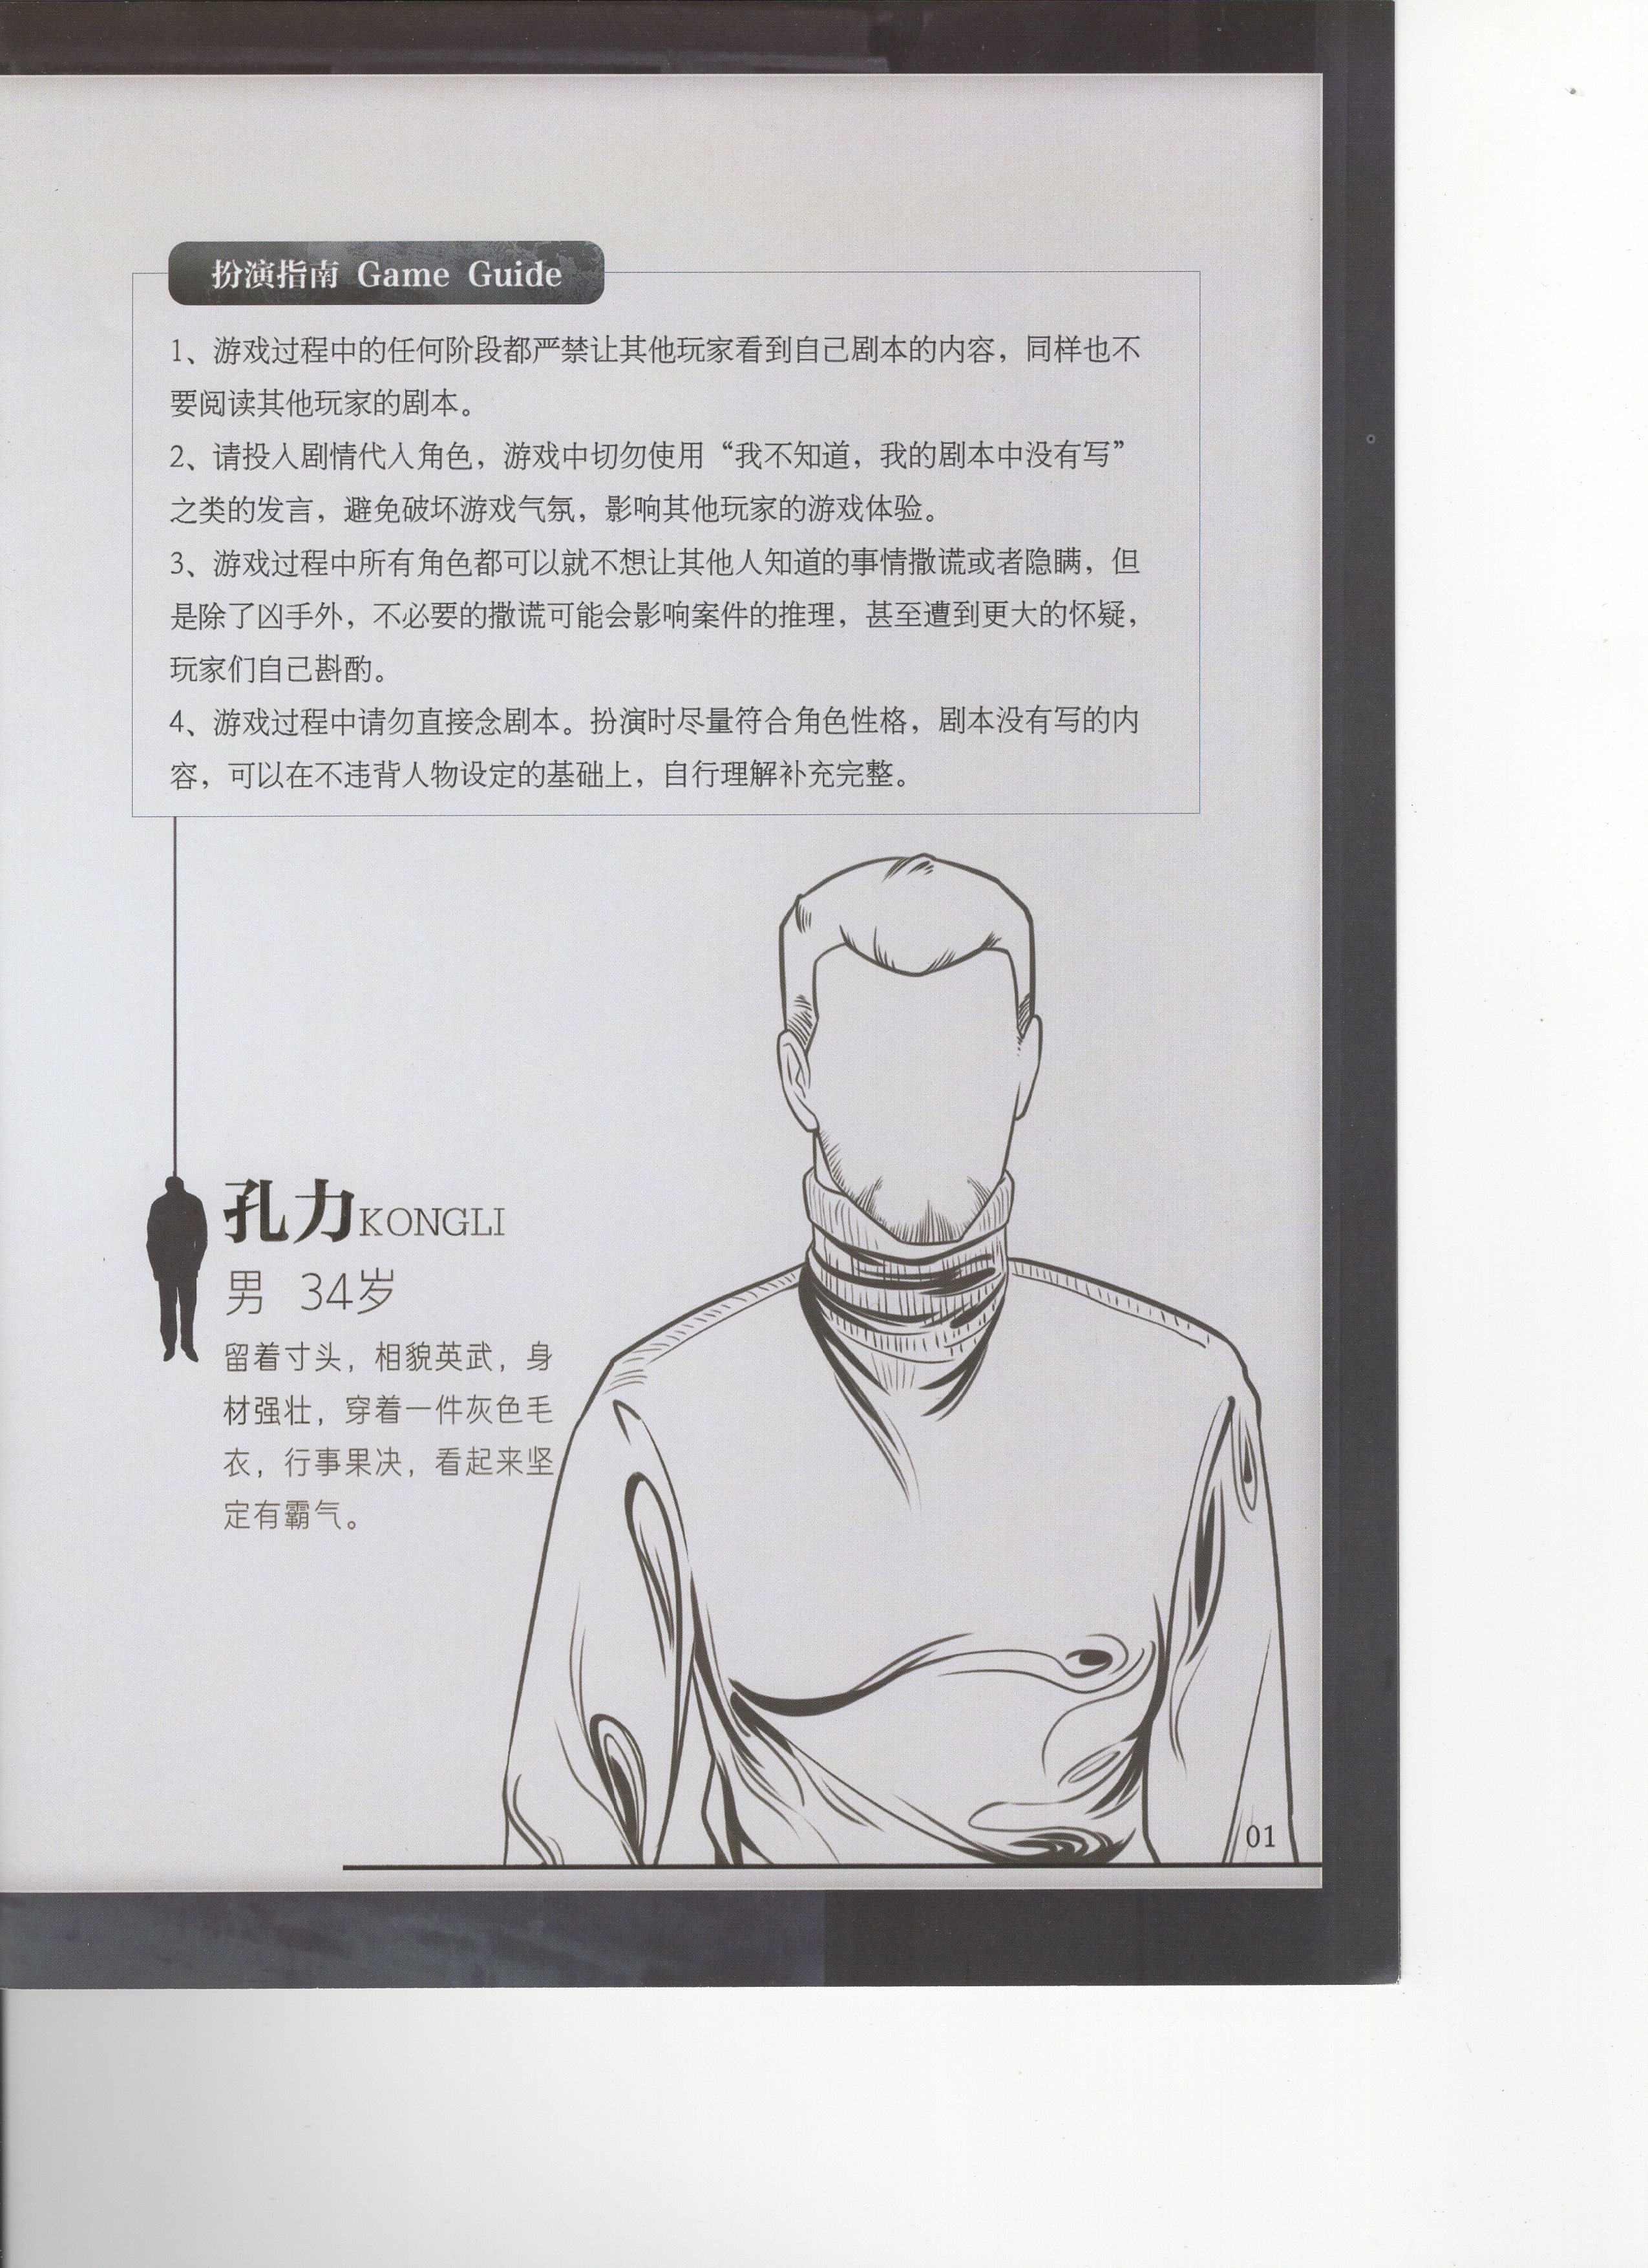 扮演指南 Game Guide
1、游戏过程中的任何阶段都严禁让其他玩家看到自己剧本的内容，同样也不
要阅读其他玩家的剧本。
2、请投入剧情代入角色，游戏中切勿使用“我不知道，我的剧本中没有写”
之类的发言，避免破坏游戏气氛，影响其他玩家的游戏体验。
3、游戏过程中所有角色都可以就不想让其他人知道的事情撒谎或者隐瞒，但
是除了凶手外，不必要的撒谎可能会影响案件的推理，甚至遭到更大的怀疑，
玩家们自己斟酌。
4、游戏过程中请勿直接念剧本。扮演时尽量符合角色性格，剧本没有写的内
容，可以在不违背人物设定的基础上，自行理解补充完整。
孔力KONGLI
男 34岁
留着寸头，相貌英武，身
材强壮，穿着一件灰色毛
衣，行事果决，看起来坚
定有霸气。
01